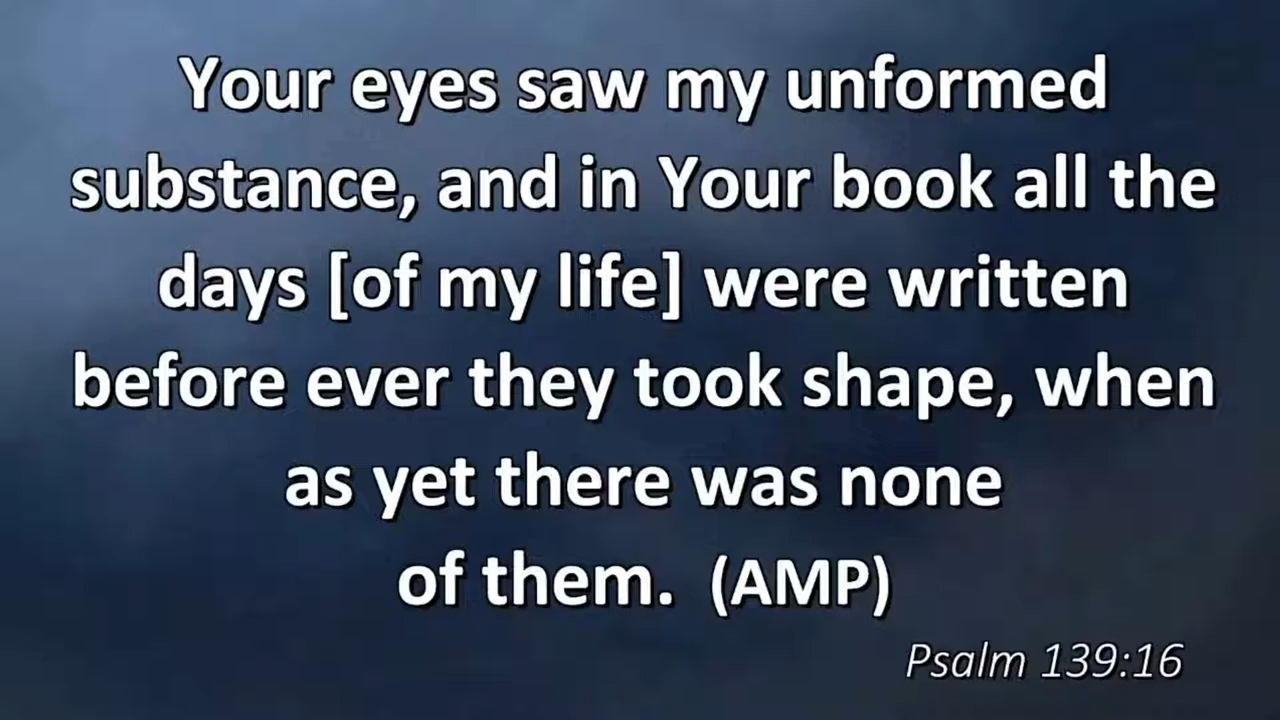 Your eyes saw my unformed
substance, and in Your book all the
days [of my life] were written
before ever they took shape, when
as yet there was none
of them.  (AMP)
Psalm 139:16